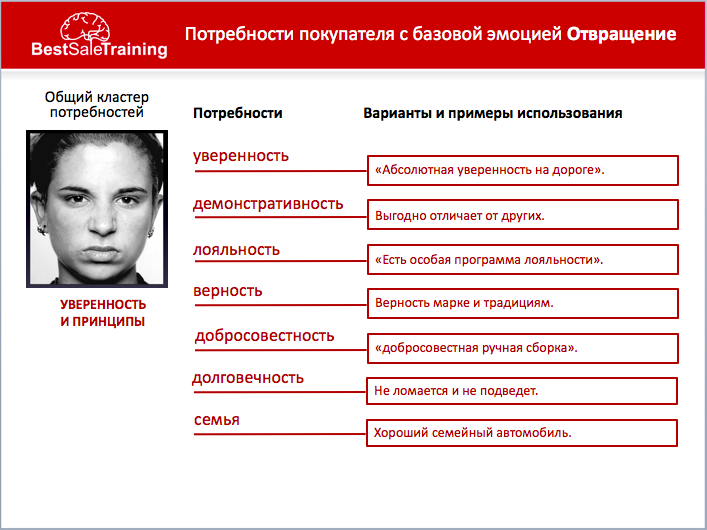 BestSaleTraining
Потребности покупателя с базовой эмоцией Отвращение
Общий кластер
потребностей
УВЕРЕННОСТЬ
И ПРИНЦИПЫ
Потребности
Варианты и примеры использования
уверенность
«Абсолютная уверенность на дороге».
демонстративность
Выгодно отличает от других.
лояльность
«Есть особая программа лояльности».
верность
Верность марке и традициям.
добросовестность
«добросовестная ручная сборка».
долговечность
Не ломается и не подведет.
семья
Хороший семейный автомобиль.